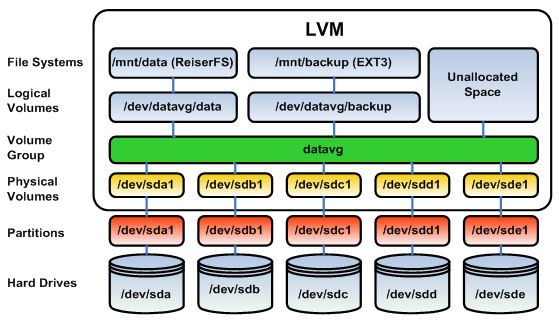 LVM
File Systems
/mnt/data (ReiserFS)
/mnt/backup (EXT3)
Unallocated
Space
Logical
Volumes
/dev/datavg/data
/dev/datavg/backup
Volume
Group
datavg
Physical
Volumes
/dev/sda1
/dev/sdb1
/dev/sdc1
/dev/sdd1
/dev/sde1
Partitions
/dev/sda1
/dev/sdb1
/dev/sdc1
/dev/sdd1
/dev/sde1
Hard Drives
/dev/sda
/dev/sdb
/dev/sdc
/dev/sdd
/dev/sde